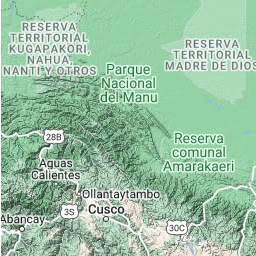 RESERVA
TERRITORIAL
KUGAPAKORI,
NAHUA,
NANTI Y OTROS
RESERVA
TERRITORIAL
MADRE DE DIOS
Parque
Nacional
del Manu
28B
Reserva
comunal
Amarakaeri
Aguas
Calientes
Ollantaytambo
3S
Cusco
Abancay
30C